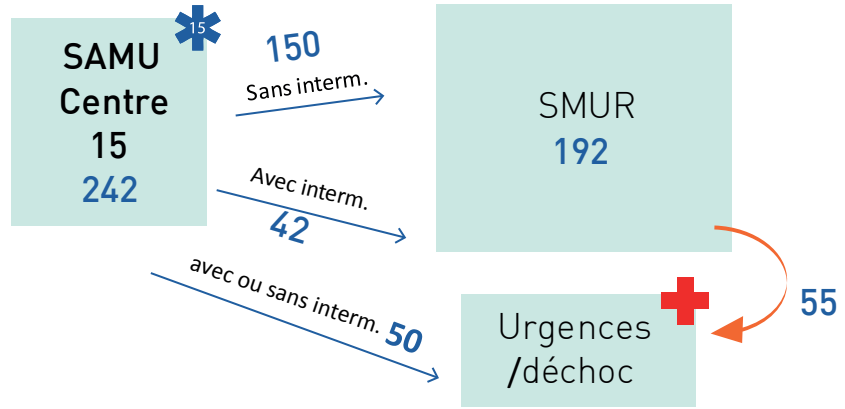 15
SAMU
Centre
15
242
150
Sans interm.
Avec interm.
42
avec ou sans interm. 50
SMUR
192
55
Urgences
/déchoc